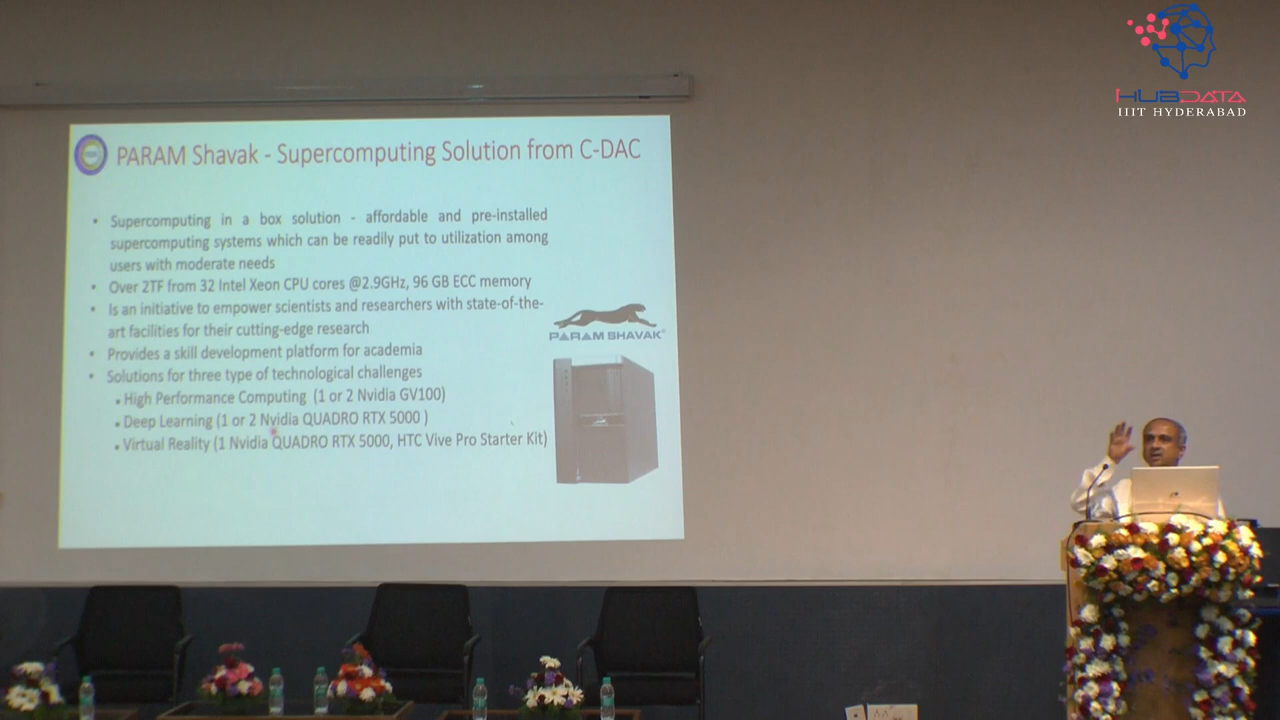 HUBDATA
IIIT HYDERABAD
PARAM Shavak - Supercomputing Solution from C-DAC
• Supercomputing in a box solution - affordable and pre-installed
supercomputing systems which can be readily put to utilization among
users with moderate needs
• Over 2TF from 32 Intel Xeon CPU cores @2.9GHz, 96 GB ECC memory
• Is an initiative to empower scientists and researchers with state-of-the-
art facilities for their cutting-edge research
• Provides a skill development platform for academia
• Solutions for three type of technological challenges
▪ High Performance Computing (1 or 2 Nvidia GV100)
▪ Deep Learning (1 or 2 Nvidia QUADRO RTX 5000 )
▪ Virtual Reality (1 Nvidia QUADRO RTX 5000, HTC Vive Pro Starter Kit)
PARAM SHAVAK®